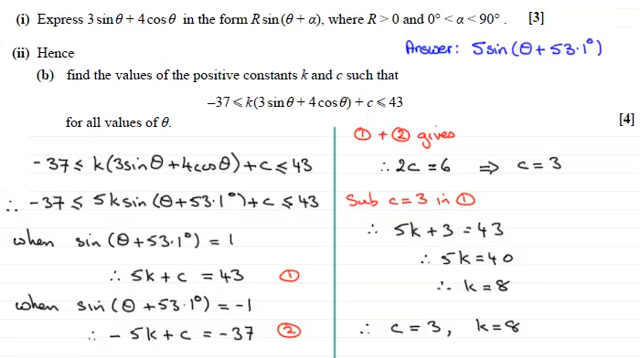 (i) Express 3 sin θ + 4 cos θ in the form R sin(θ + α), where R > 0 and 0° < α < 90°. [3]
(ii) Hence
Answer: 5sin(θ + 53·1°)
(b) find the values of the positive constants k and c such that
−37 ⩽ k(3 sin θ + 4 cos θ) + c ⩽ 43
for all values of θ. [4]
-37 ≤ k(3sinθ + 4cosθ) + c ≤ 43
∴ -37 ≤ 5k sin(θ + 53·1°) + c ≤ 43
when sin(θ + 53·1°) = 1
∴ 5k + c = 43 ①
when sin(θ + 53·1°) = -1
∴ - 5k + c = -37 ②
① + ② gives
∴ 2c = 6 ⇒ c = 3
Sub c = 3 in ①
∴ 5k + 3 = 43
∴ 5k = 40
∴ k = 8
∴ c = 3, k = 8